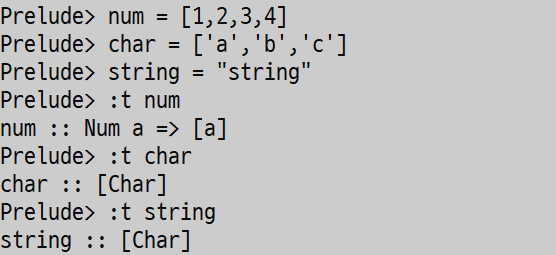 Prelude> num = [1,2,3,4]
Prelude> char = ['a','b','c']
Prelude> string = "string"
Prelude> :t num
num :: Num a => [a]
Prelude> :t char
char :: [Char]
Prelude> :t string
string :: [Char]